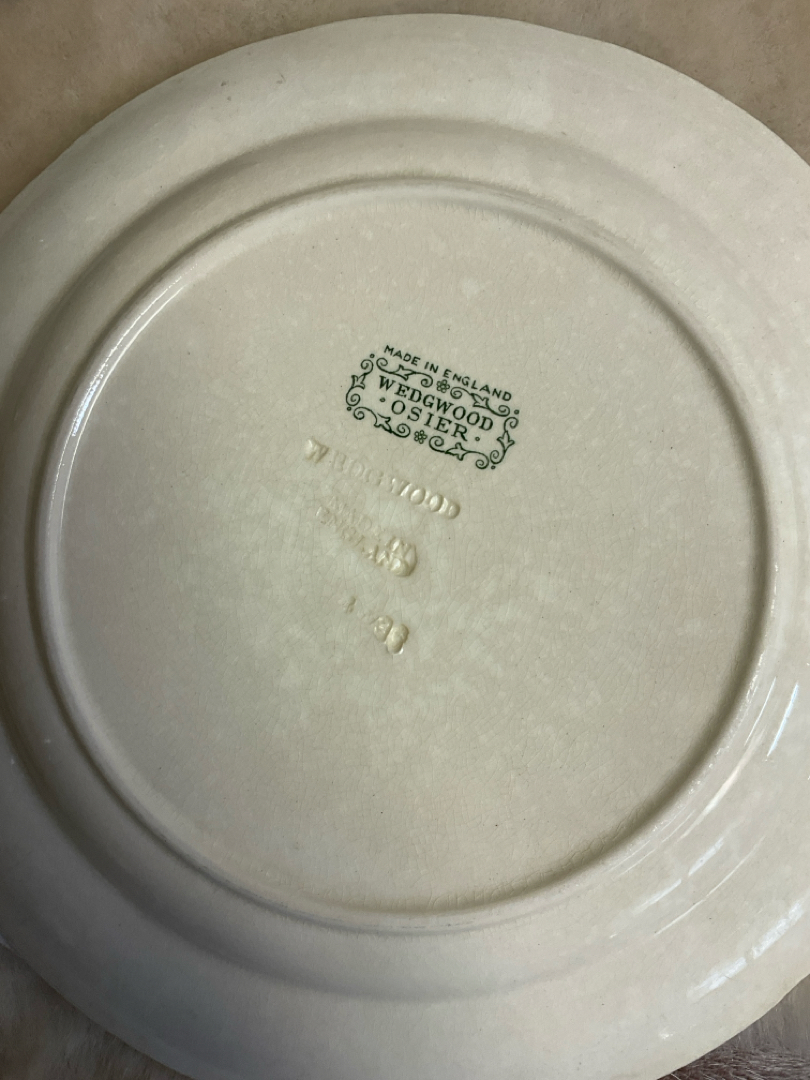 MADE IN ENGLAND
WEDGWOOD
· OSIER ·
WEDGWOOD
MADE IN
ENGLAND